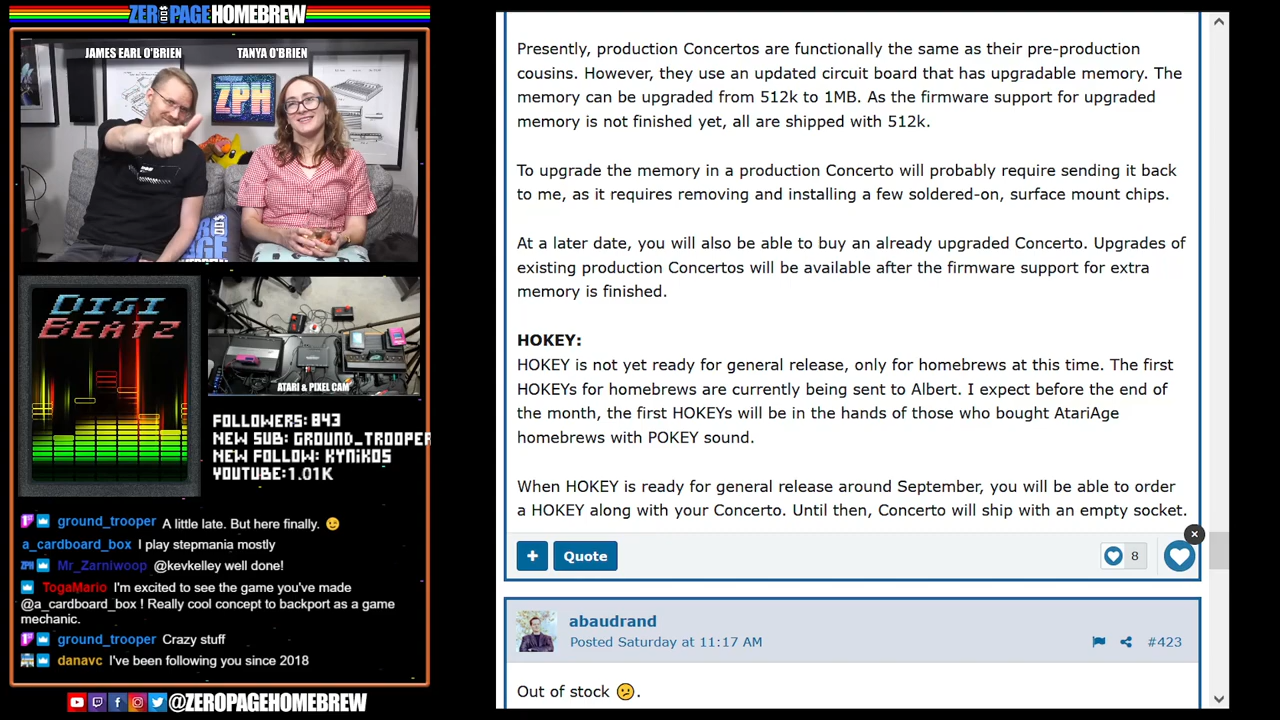 ZERO PAGE HOMEBREW
JAMES EARL O'BRIEN
TANYA O'BRIEN
ZPH
DIGI
BEATZ
ATARI & PIXEL CAM
FOLLOWERS: 843
NEW SUB: GROUND_TROOPER
NEW FOLLOW: KYNIKOS
YOUTUBE:1.01K
ground_trooper A little late. But here finally. 😉
a_cardboard_box I play stepmania mostly
Mr_Zarniwoop @kevkelley well done!
TogaMario I'm excited to see the game you've made
@a_cardboard_box ! Really cool concept to backport as a game
mechanic.
ground_trooper Crazy stuff
danavc I've been following you since 2018
@ZEROPAGEHOMEBREW
Presently, production Concertos are functionally the same as their pre-production
cousins. However, they use an updated circuit board that has upgradable memory. The
memory can be upgraded from 512k to 1MB. As the firmware support for upgraded
memory is not finished yet, all are shipped with 512k.
To upgrade the memory in a production Concerto will probably require sending it back
to me, as it requires removing and installing a few soldered-on, surface mount chips.
At a later date, you will also be able to buy an already upgraded Concerto. Upgrades of
existing production Concertos will be available after the firmware support for extra
memory is finished.
HOKEY:
HOKEY is not yet ready for general release, only for homebrews at this time. The first
HOKEYs for homebrews are currently being sent to Albert. I expect before the end of
the month, the first HOKEYs will be in the hands of those who bought AtariAge
homebrews with POKEY sound.
When HOKEY is ready for general release around September, you will be able to order
a HOKEY along with your Concerto. Until then, Concerto will ship with an empty socket.
+ Quote
8
abaudrand
Posted Saturday at 11:17 AM
#423
Out of stock 😕.